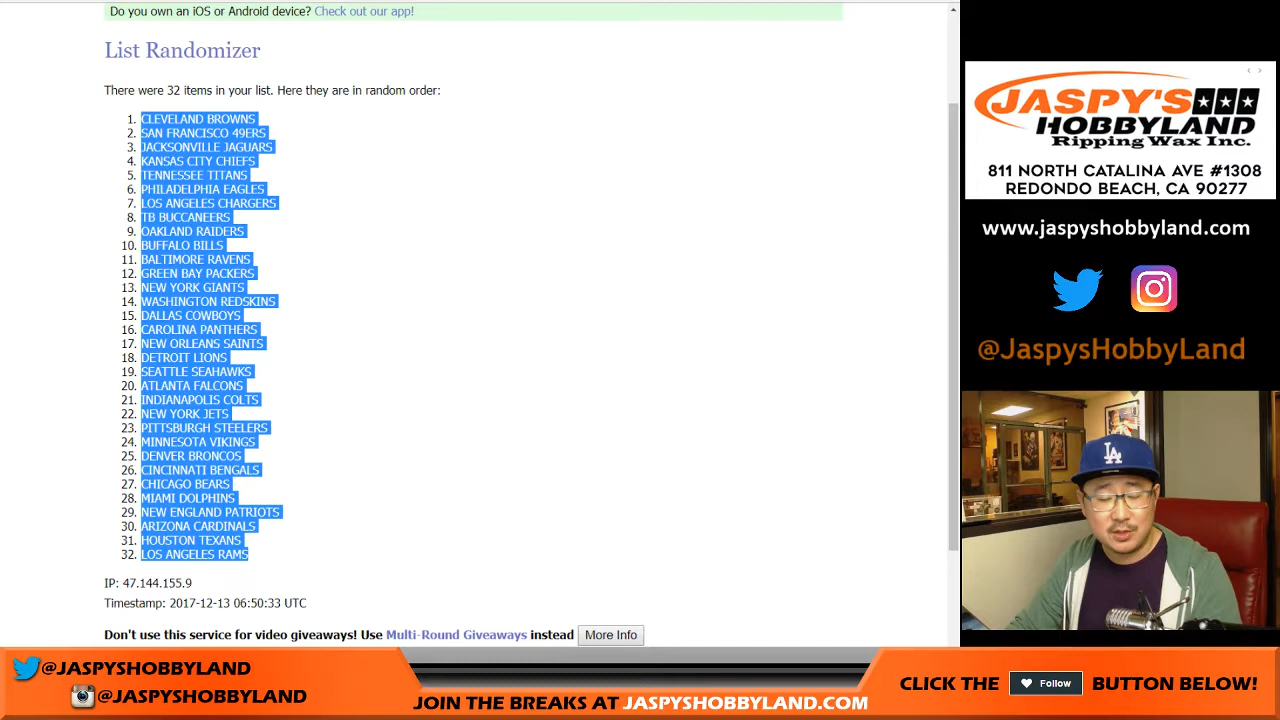 Do you own an iOS or Android device? Check out our app!
List Randomizer
There were 32 items in your list. Here they are in random order:
1. CLEVELAND BROWNS
2. SAN FRANCISCO 49ERS
3. JACKSONVILLE JAGUARS
4. KANSAS CITY CHIEFS
5. TENNESSEE TITANS
6. PHILADELPHIA EAGLES
7. LOS ANGELES CHARGERS
8. TB BUCCANEERS
9. OAKLAND RAIDERS
10. BUFFALO BILLS
11. BALTIMORE RAVENS
12. GREEN BAY PACKERS
13. NEW YORK GIANTS
14. WASHINGTON REDSKINS
15. DALLAS COWBOYS
16. CAROLINA PANTHERS
17. NEW ORLEANS SAINTS
18. DETROIT LIONS
19. SEATTLE SEAHAWKS
20. ATLANTA FALCONS
21. INDIANAPOLIS COLTS
22. NEW YORK JETS
23. PITTSBURGH STEELERS
24. MINNESOTA VIKINGS
25. DENVER BRONCOS
26. CINCINNATI BENGALS
27. CHICAGO BEARS
28. MIAMI DOLPHINS
29. NEW ENGLAND PATRIOTS
30. ARIZONA CARDINALS
31. HOUSTON TEXANS
32. LOS ANGELES RAMS
IP: 47.144.155.9
Timestamp: 2017-12-13 06:50:33 UTC
Don't use this service for video giveaways! Use Multi-Round Giveaways instead More Info
JASPY'S
HOBBYLAND
Ripping Wax Inc.
811 NORTH CATALINA AVE #1308
REDONDO BEACH, CA 90277
www.jaspyshobbyland.com
@JaspysHobbyLand
LA
@JASPYSHOBBYLAND
@JASPYSHOBBYLAND
JOIN THE BREAKS AT JASPYSHOBBYLAND.COM
CLICK THE Follow BUTTON BELOW!